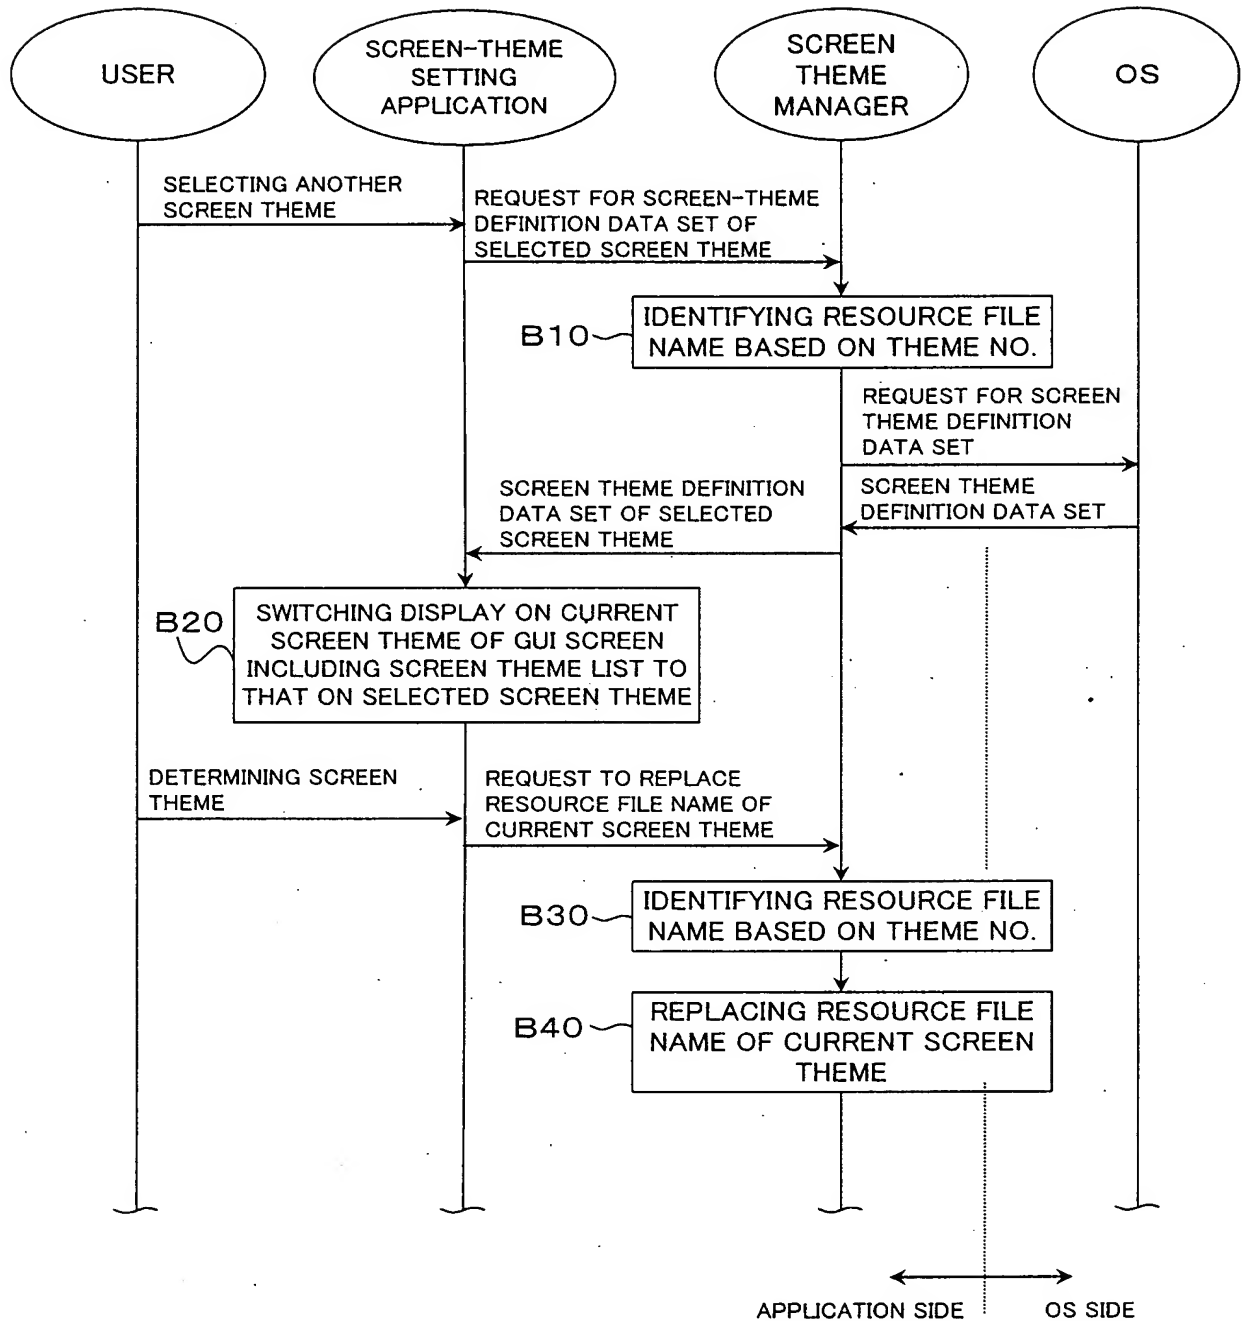 USER
SCREEN-THEME
SETTING
APPLICATION
SCREEN
THEME
MANAGER
OS
SELECTING ANOTHER
SCREEN THEME
REQUEST FOR SCREEN-THEME
DEFINITION DATA SET OF
SELECTED SCREEN THEME
B10
IDENTIFYING RESOURCE FILE
NAME BASED ON THEME NO.
REQUEST FOR SCREEN
THEME DEFINITION
DATA SET
SCREEN THEME
DEFINITION DATA SET
SCREEN THEME DEFINITION
DATA SET OF SELECTED
SCREEN THEME
B20
SWITCHING DISPLAY ON CURRENT
SCREEN THEME OF GUI SCREEN
INCLUDING SCREEN THEME LIST TO
THAT ON SELECTED SCREEN THEME
DETERMINING SCREEN
THEME
REQUEST TO REPLACE
RESOURCE FILE NAME OF
CURRENT SCREEN THEME
B30
IDENTIFYING RESOURCE FILE
NAME BASED ON THEME NO.
B40
REPLACING RESOURCE FILE
NAME OF CURRENT SCREEN
THEME
APPLICATION SIDE
OS SIDE